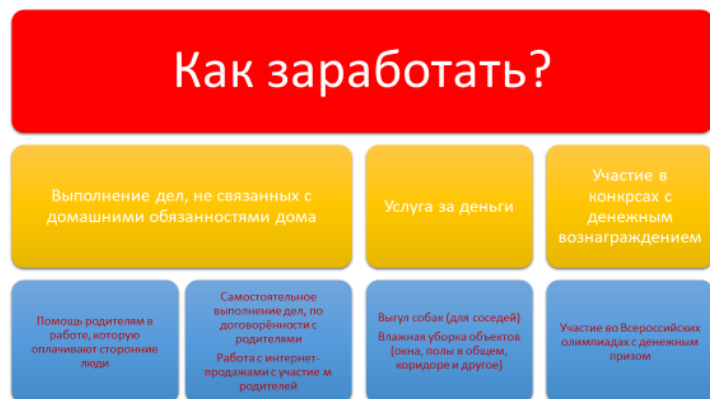 Как заработать?
Выполнение дел, не связанных с
домашними обязанностями дома
Услуга за деньги
Участие в
конкрсах с
денежным
вознаграждением
Помощь родителям в
работе, которую
оплачивают сторонние
люди
Самостоятельное
выполнение дел, по
договорённости с
родителями
Работа с интернет-
продажами с участие м
родителей
Выгул собак (для соседей)
Влажная уборка объектов
(окна, полы в общем,
коридоре и другое)
Участие во Всероссийских
олимпиадах с денежным
призом